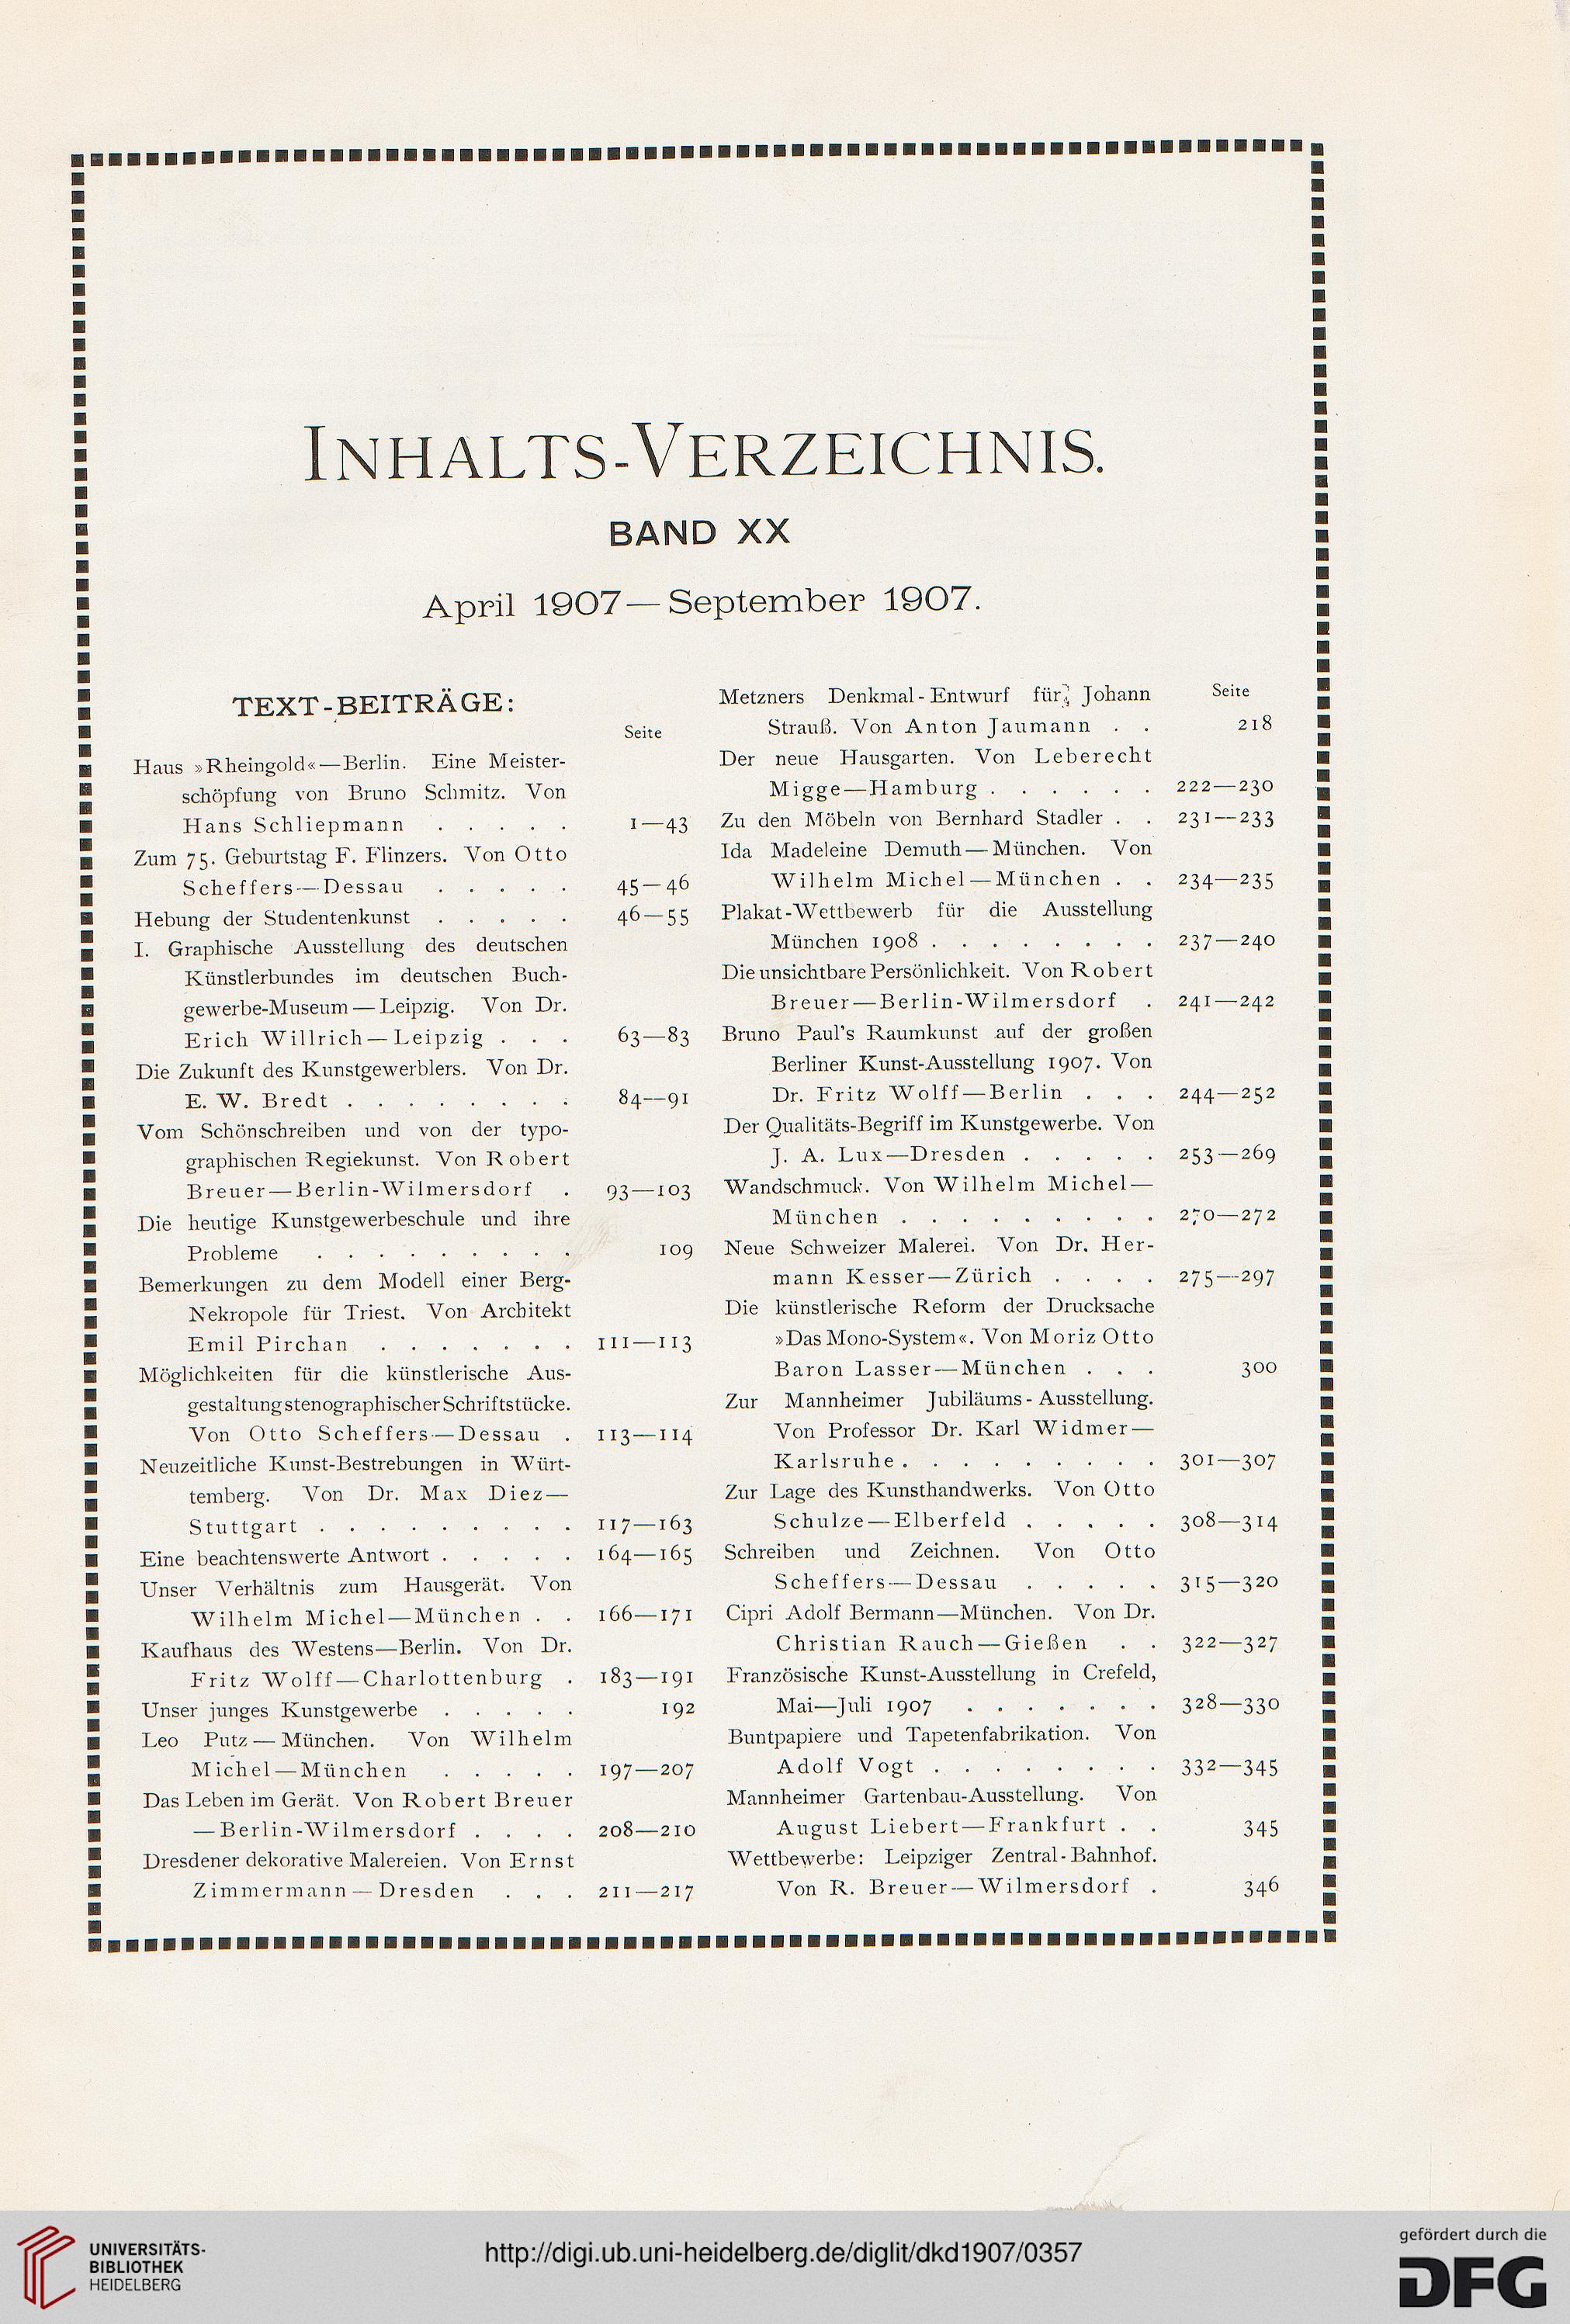 INHALTS-VERZEICHNIS.
BAND XX
April 1907—September 1907.
TEXT-BEITRÄGE:
Seite
Haus »Rheingold«—Berlin. Eine Meister-
schöpfung von Bruno Schmitz. Von
Hans Schliepmann . . . . . 1—43
Zum 75. Geburtstag F. Flinzers. Von Otto
Scheffers—Dessau . . . . . 45—46
Hebung der Studentenkunst . . . . . 46—55
I. Graphische Ausstellung des deutschen
Künstlerbundes im deutschen Buch-
gewerbe-Museum—Leipzig. Von Dr.
Erich Willrich—Leipzig . . . 63—83
Die Zukunft des Kunstgewerblers. Von Dr.
E. W. Bredt . . . . . . . . 84—91
Vom Schönschreiben und von der typo-
graphischen Regiekunst. Von Robert
Breuer—Berlin-Wilmersdorf . 93—103
Die heutige Kunstgewerbeschule und ihre
Probleme . . . . . . . . . 109
Bemerkungen zu dem Modell einer Berg-
Nekropole für Triest. Von Architekt
Emil Pirchan . . . . . . . 111—113
Möglichkeiten für die künstlerische Aus-
gestaltung stenographischer Schriftstücke.
Von Otto Scheffers—Dessau . 113—114
Neuzeitliche Kunst-Bestrebungen in Würt-
temberg. Von Dr. Max Diez—
Stuttgart . . . . . . . . . 117—163
Eine beachtenswerte Antwort . . . . . 164—165
Unser Verhältnis zum Hausgerät. Von
Wilhelm Michel—München . . 166—171
Kaufhaus des Westens—Berlin. Von Dr.
Fritz Wolff—Charlottenburg . 183—191
Unser junges Kunstgewerbe . . . . . 192
Leo Putz—München. Von Wilhelm
Michel—München . . . . . 197—207
Das Leben im Gerät. Von Robert Breuer
—Berlin-Wilmersdorf . . . . 208—210
Dresdener dekorative Malereien. Von Ernst
Zimmermann—Dresden . . . 211—217
Seite
Metzners Denkmal-Entwurf für Johann
Strauß. Von Anton Jaumann . . 218
Der neue Hausgarten. Von Leberecht
Migge—Hamburg . . . . . . 222—230
Zu den Möbeln von Bernhard Stadler . . 231—233
Ida Madeleine Demuth—München. Von
Wilhelm Michel—München . . 234—235
Plakat-Wettbewerb für die Ausstellung
München 1908 . . . . . . . . 237—240
Die unsichtbare Persönlichkeit. Von Robert
Breuer—Berlin-Wilmersdorf . 241—242
Bruno Paul's Raumkunst auf der großen
Berliner Kunst-Ausstellung 1907. Von
Dr. Fritz Wolff—Berlin . . . 244—252
Der Qualitäts-Begriff im Kunstgewerbe. Von
J. A. Lux—Dresden . . . . . 253—269
Wandschmuck. Von Wilhelm Michel—
München . . . . . . . . . 270—272
Neue Schweizer Malerei. Von Dr. Her-
mann Kesser—Zürich . . . . 275—297
Die künstlerische Reform der Drucksache
»Das Mono-System«. Von Moriz Otto
Baron Lasser—München . . . 300
Zur Mannheimer Jubiläums-Ausstellung.
Von Professor Dr. Karl Widmer—
Karlsruhe . . . . . . . . . 301—307
Zur Lage des Kunsthandwerks. Von Otto
Schulze—Elberfeld . . . . . 308—314
Schreiben und Zeichnen. Von Otto
Scheffers—Dessau . . . . . 315—320
Cipri Adolf Bermann—München. Von Dr.
Christian Rauch—Gießen . . 322—327
Französische Kunst-Ausstellung in Crefeld,
Mai—Juli 1907 . . . . . . . 328—330
Buntpapiere und Tapetenfabrikation. Von
Adolf Vogt . . . . . . . . 332—345
Mannheimer Gartenbau-Ausstellung. Von
August Liebert—Frankfurt . . 345
Wettbewerbe: Leipziger Zentral-Bahnhof.
Von R. Breuer—Wilmersdorf . 346
UNIVERSITÄTS-
BIBLIOTHEK
HEIDELBERG
http://digi.ub.uni-heidelberg.de/diglit/dkd1907/0357
gefördert durch die
DFG